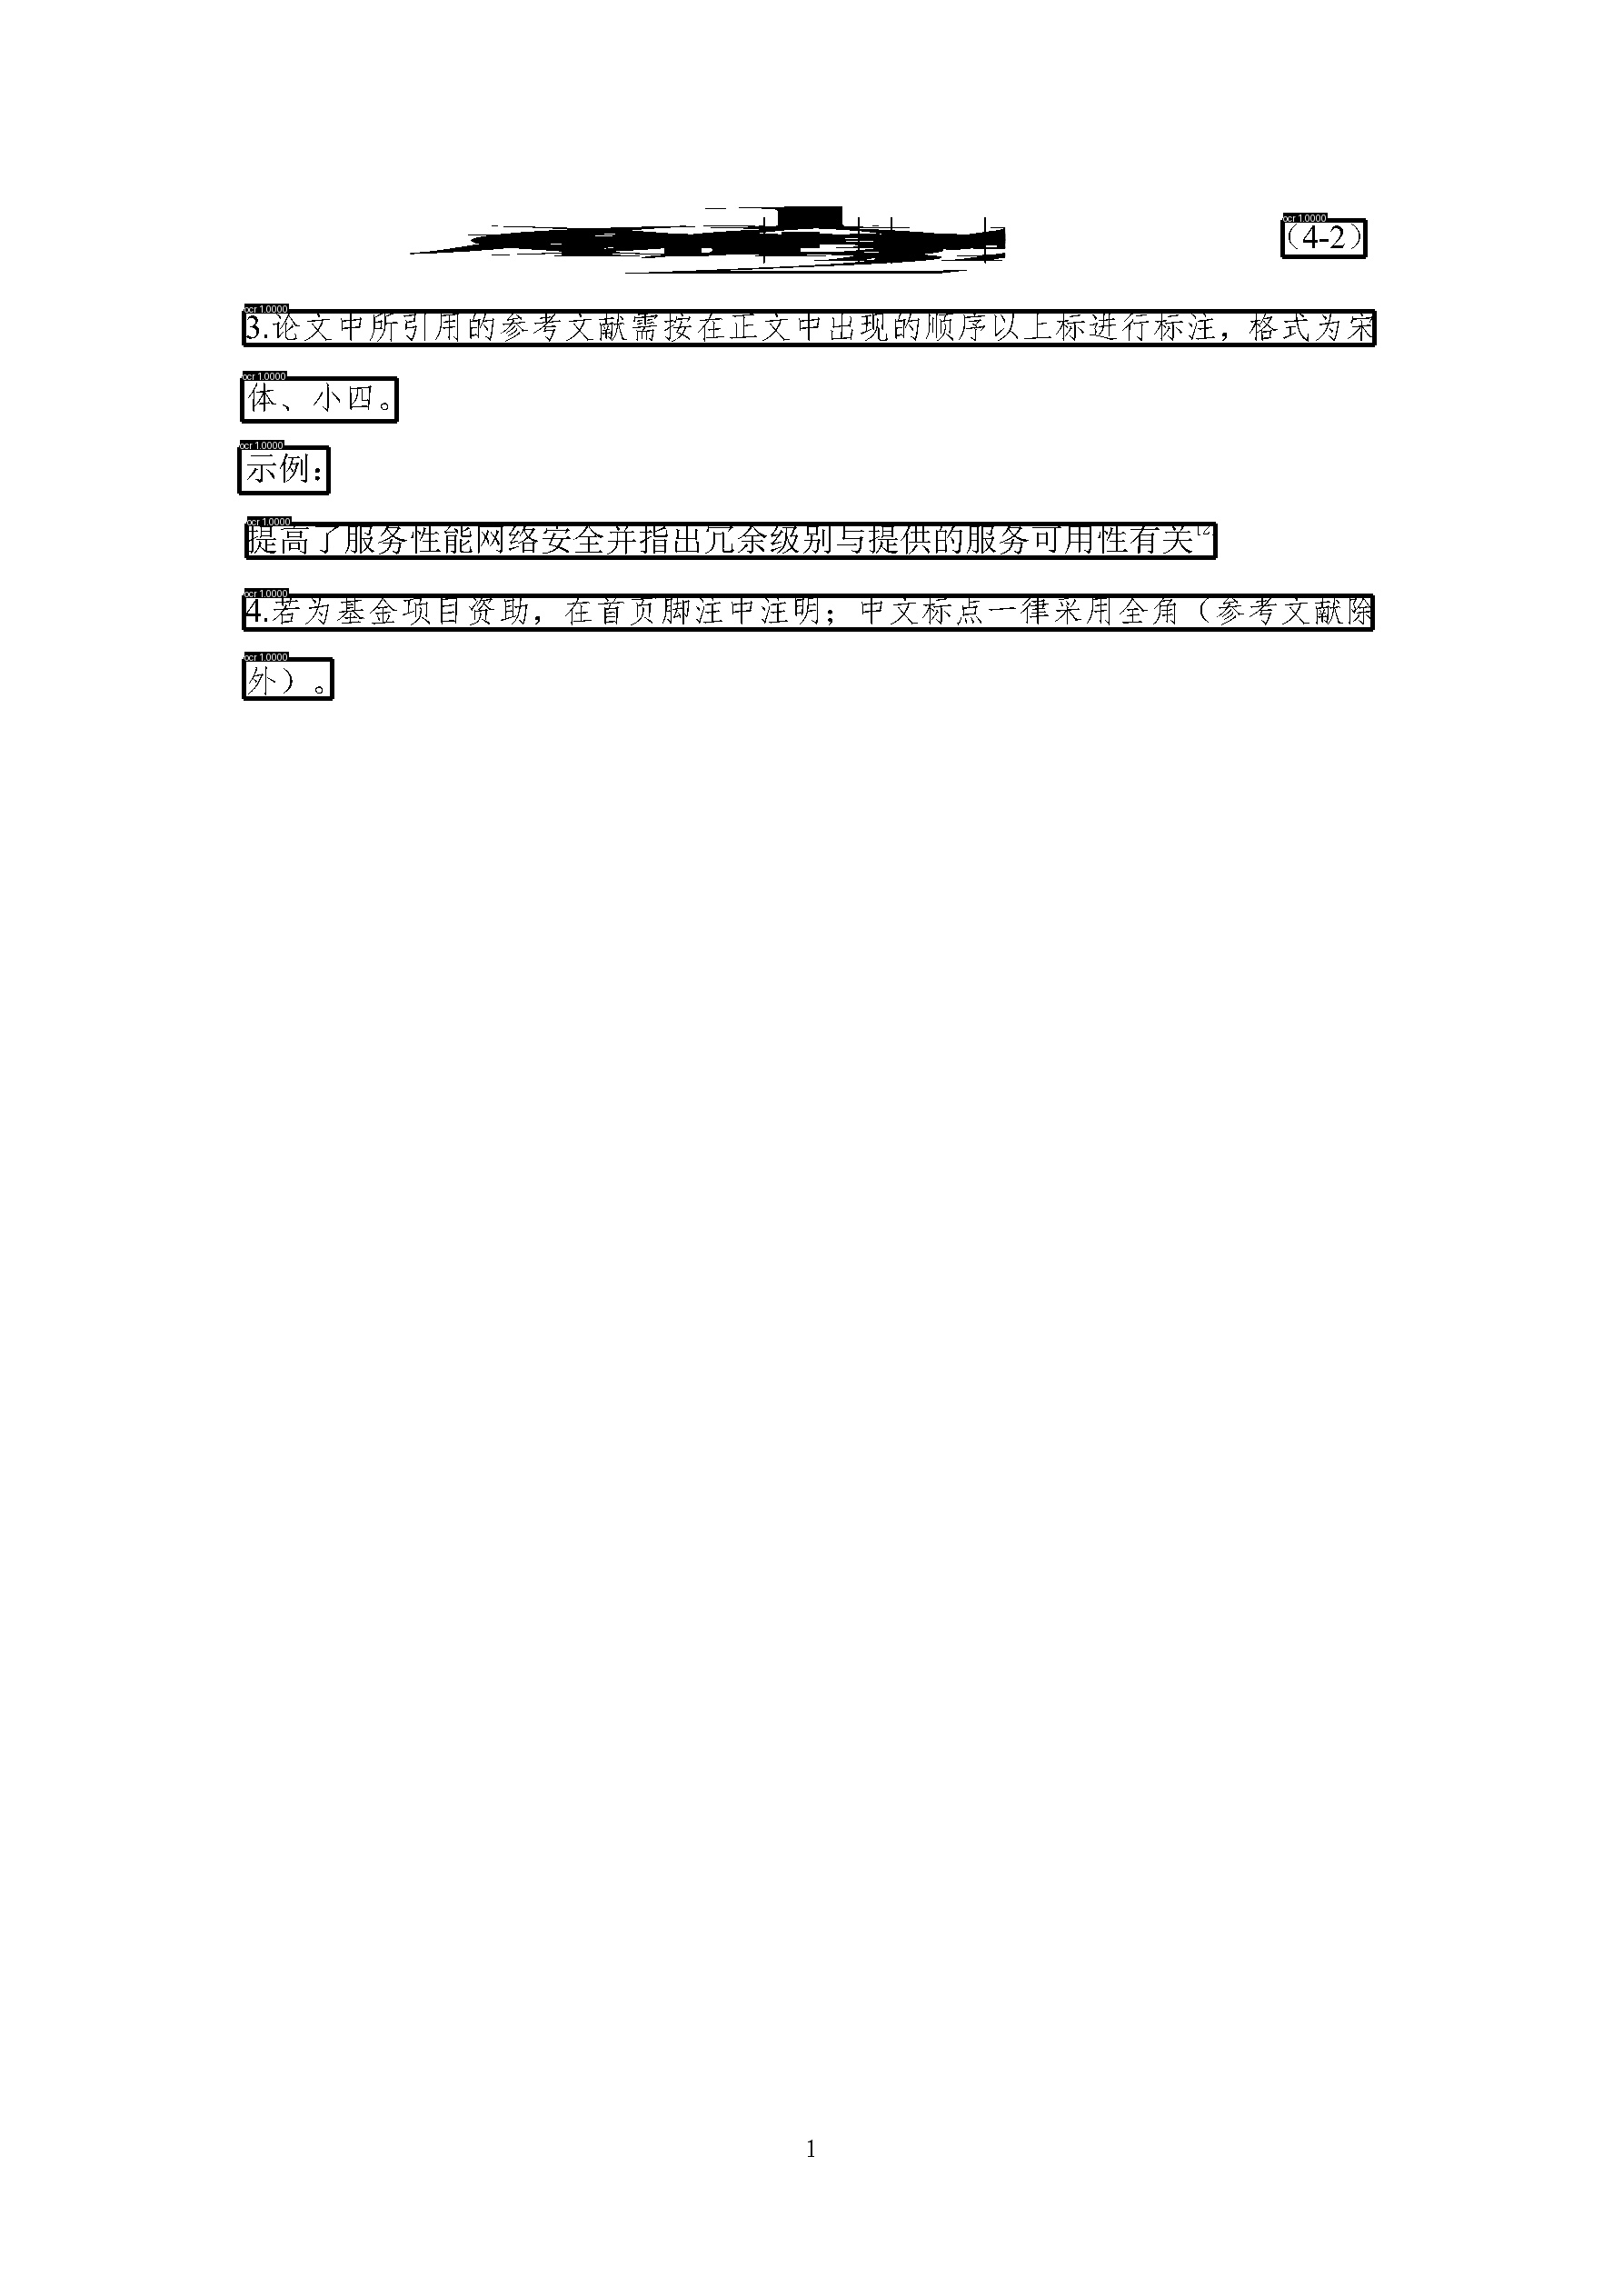 （4-2）
3.论文中所引用的参考文献需按在正文中出现的顺序以上标进行标注，格式为宋
体、小四。
示例：
提高了服务性能网络安全并指出冗余级别与提供的服务可用性有关
4.若为基金项目资助，在首页脚注中注明；中文标点一律采用全角（参考文献除
外）。
1